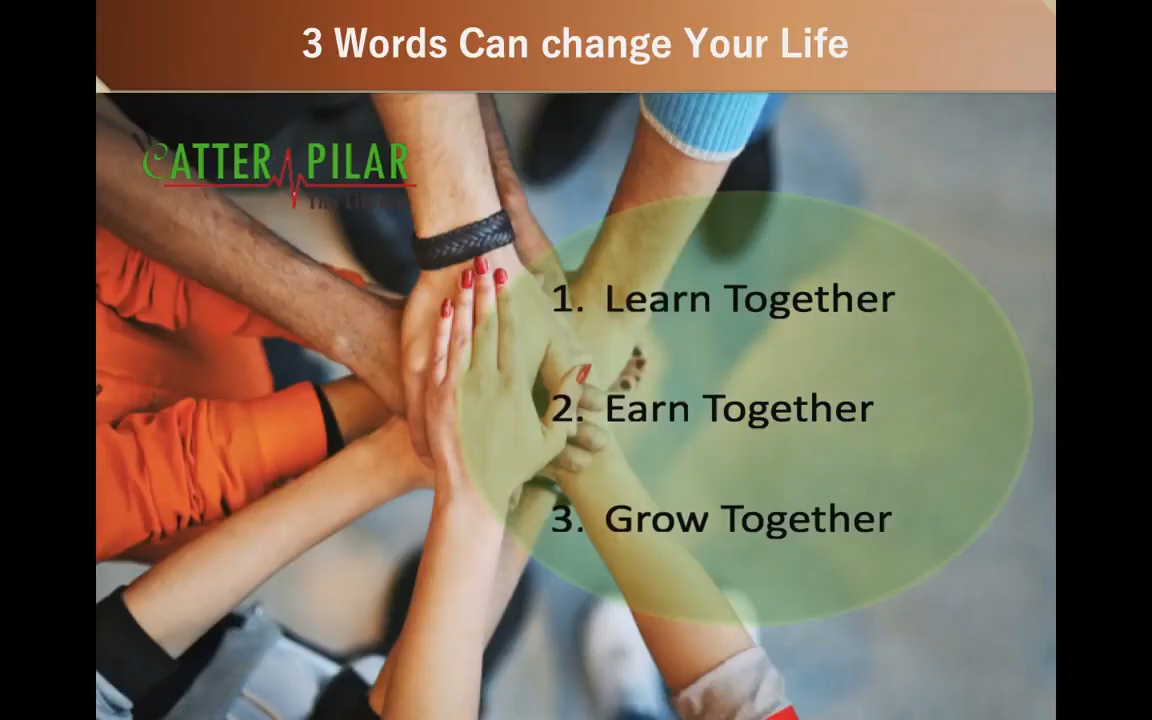 3 Words Can change Your Life
CATTER PILAR
1. Learn Together
2. Earn Together
3. Grow Together